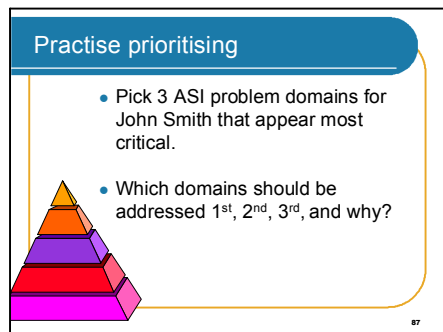 Practise prioritising
• Pick 3 ASI problem domains for
John Smith that appear most
critical.
• Which domains should be
addressed 1st, 2nd, 3rd, and why?
87